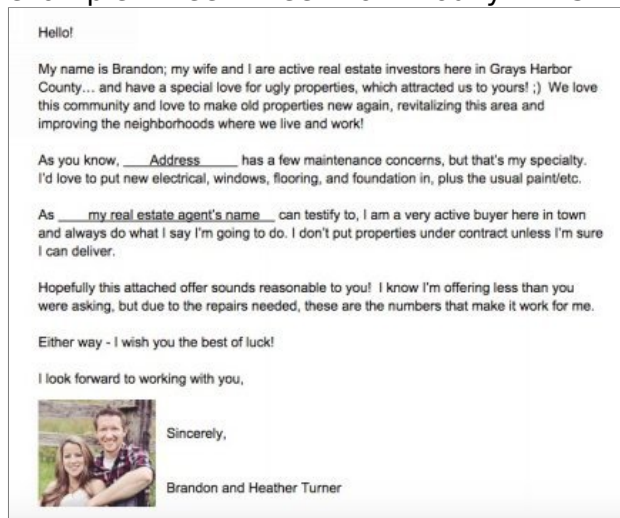 Hello!
My name is Brandon; my wife and I are active real estate investors here in Grays Harbor
County... and have a special love for ugly properties, which attracted us to yours! ;)  We love
this community and love to make old properties new again, revitalizing this area and
improving the neighborhoods where we live and work!
As you know, ____Address_____ has a few maintenance concerns, but that's my specialty.
I'd love to put new electrical, windows, flooring, and foundation in, plus the usual paint/etc.
As _____my real estate agent's name__ can testify to, I am a very active buyer here in town
and always do what I say I'm going to do. I don't put properties under contract unless I'm sure
I can deliver.
Hopefully this attached offer sounds reasonable to you!  I know I'm offering less than you
were asking, but due to the repairs needed, these are the numbers that make it work for me.
Either way - I wish you the best of luck!
I look forward to working with you,
Sincerely,
Brandon and Heather Turner